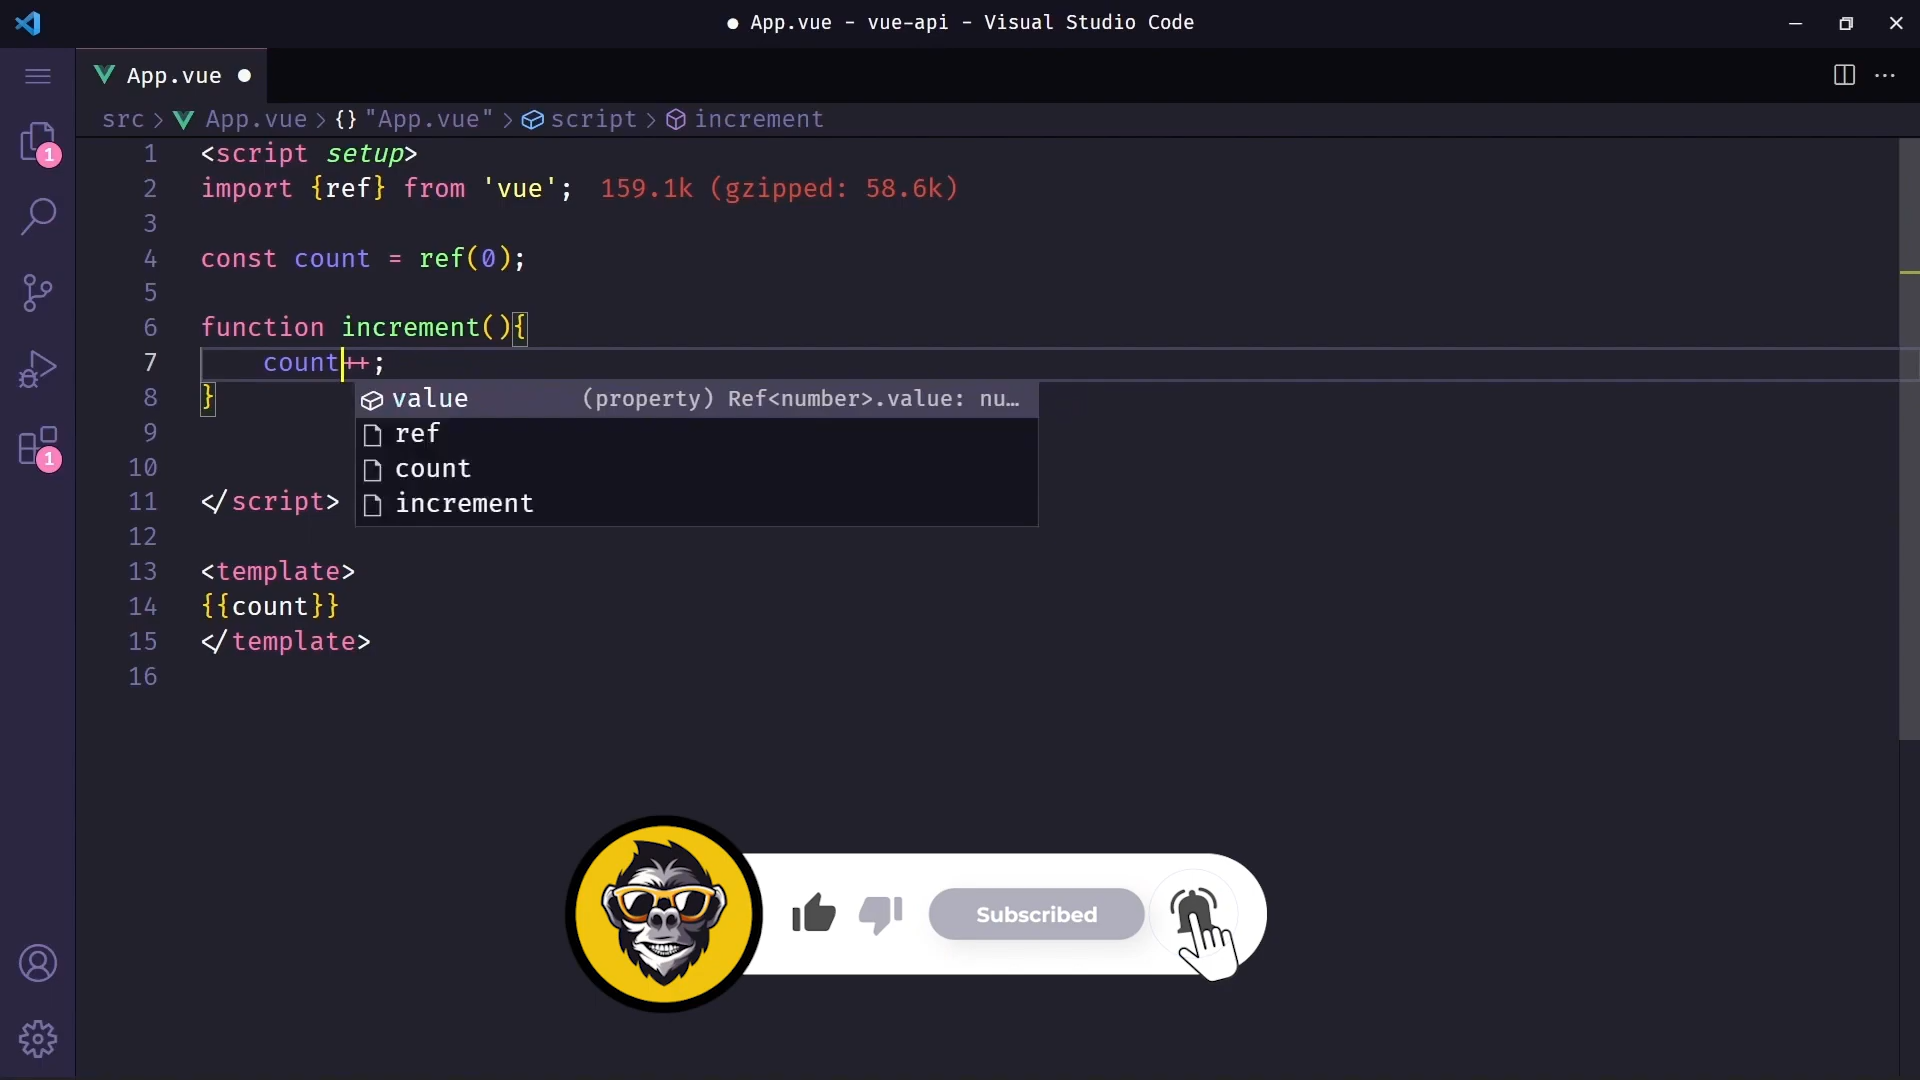 ● App.vue - vue-api - Visual Studio Code
App.vue ●
src > App.vue > {} "App.vue" > script > increment
1 <script setup>
2 import {ref} from 'vue'; 159.1k (gzipped: 58.6k)
3
4 const count = ref(0);
5
6 function increment(){
7 count++;
8 }
value (property) Ref<number>.value: nu…
9
ref
10
count
11 </script>
increment
12
13 <template>
14 {{count}}
15 </template>
16
1
1
Subscribed